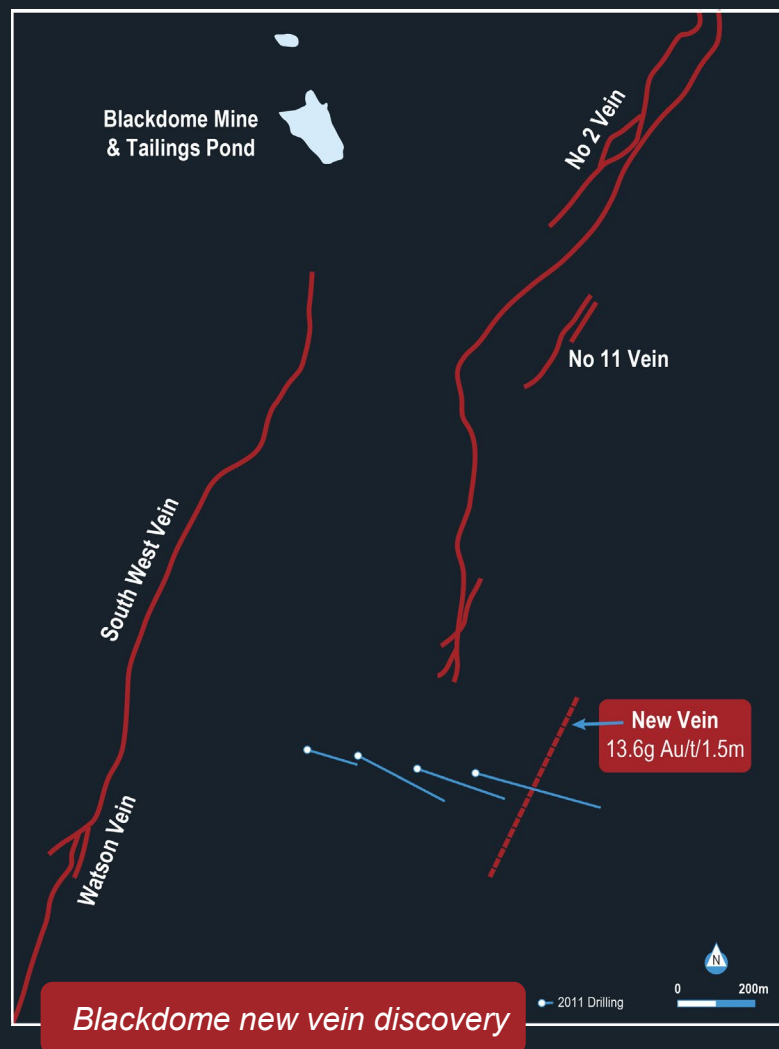 Blackdome Mine
& Tailings Pond
No 2 Vein
No 11 Vein
South West Vein
New Vein
13.6g Au/t/1.5m
Watson Vein
N
0 200m
2011 Drilling
Blackdome new vein discovery